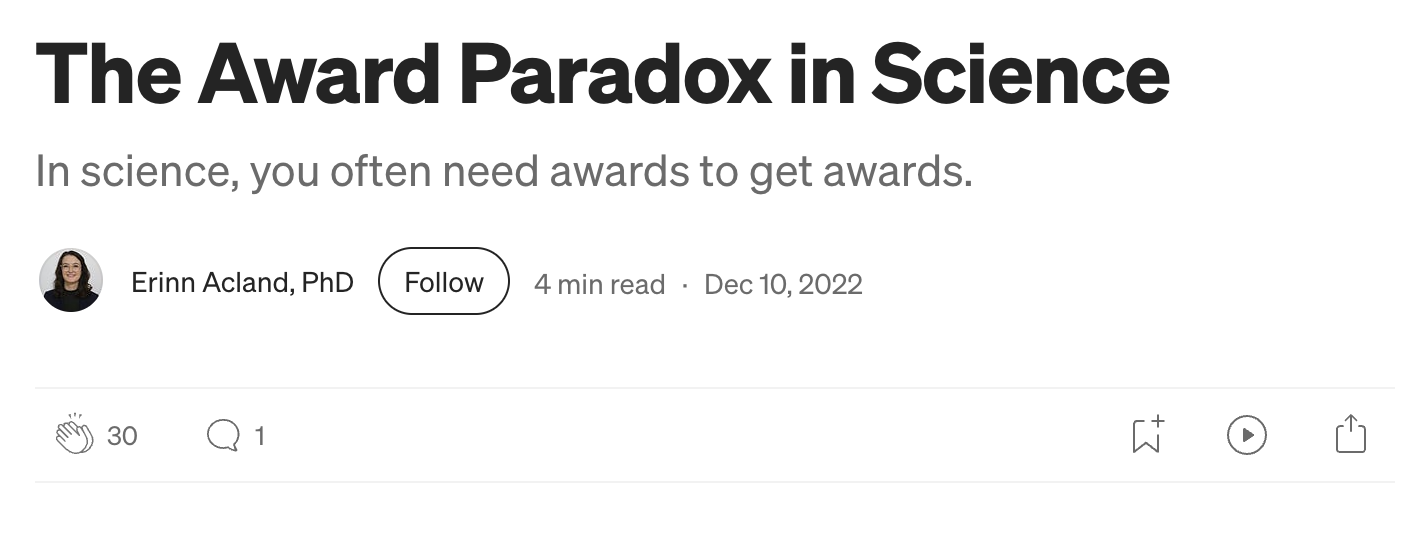 The Award Paradox in Science
In science, you often need awards to get awards.
Erinn Acland, PhD Follow 4 min read · Dec 10, 2022
30 1